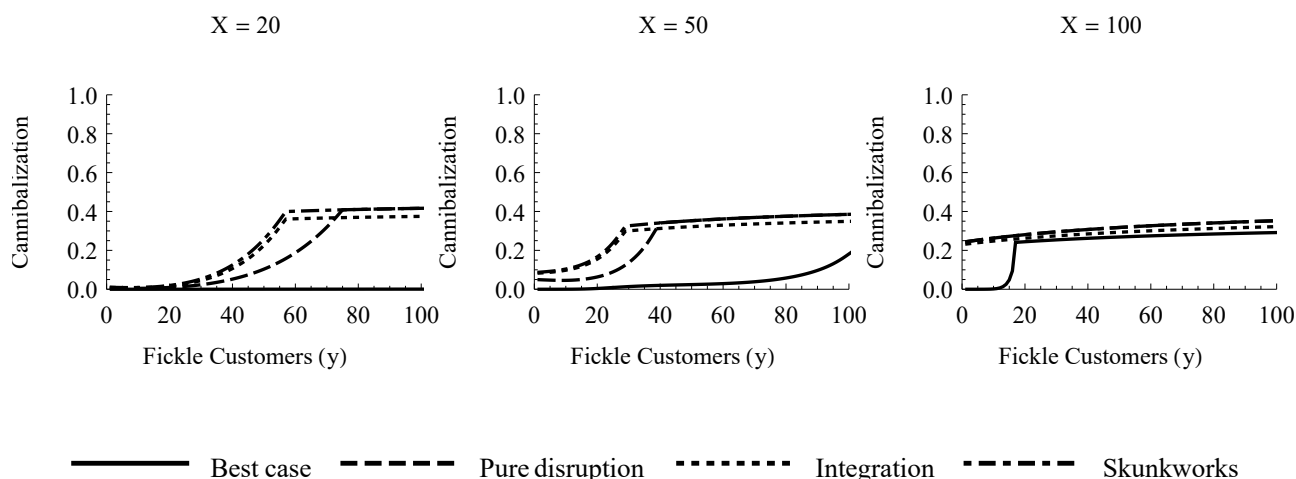 X = 20
X = 50
X = 100
Cannibalization
1.0
0.8
0.6
0.4
0.2
0.0
0 20 40 60 80 100
Fickle Customers (y)
Cannibalization
1.0
0.8
0.6
0.4
0.2
0.0
0 20 40 60 80 100
Fickle Customers (y)
Cannibalization
1.0
0.8
0.6
0.4
0.2
0.0
0 20 40 60 80 100
Fickle Customers (y)
Best case Pure disruption Integration Skunkworks